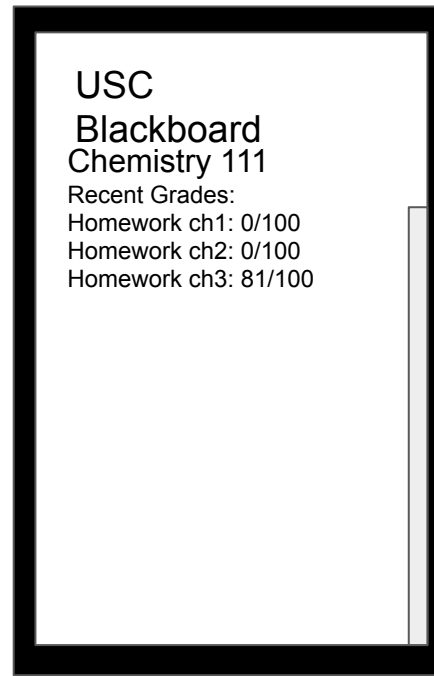 USC
Blackboard
Chemistry 111
Recent Grades:
Homework ch1: 0/100
Homework ch2: 0/100
Homework ch3: 81/100